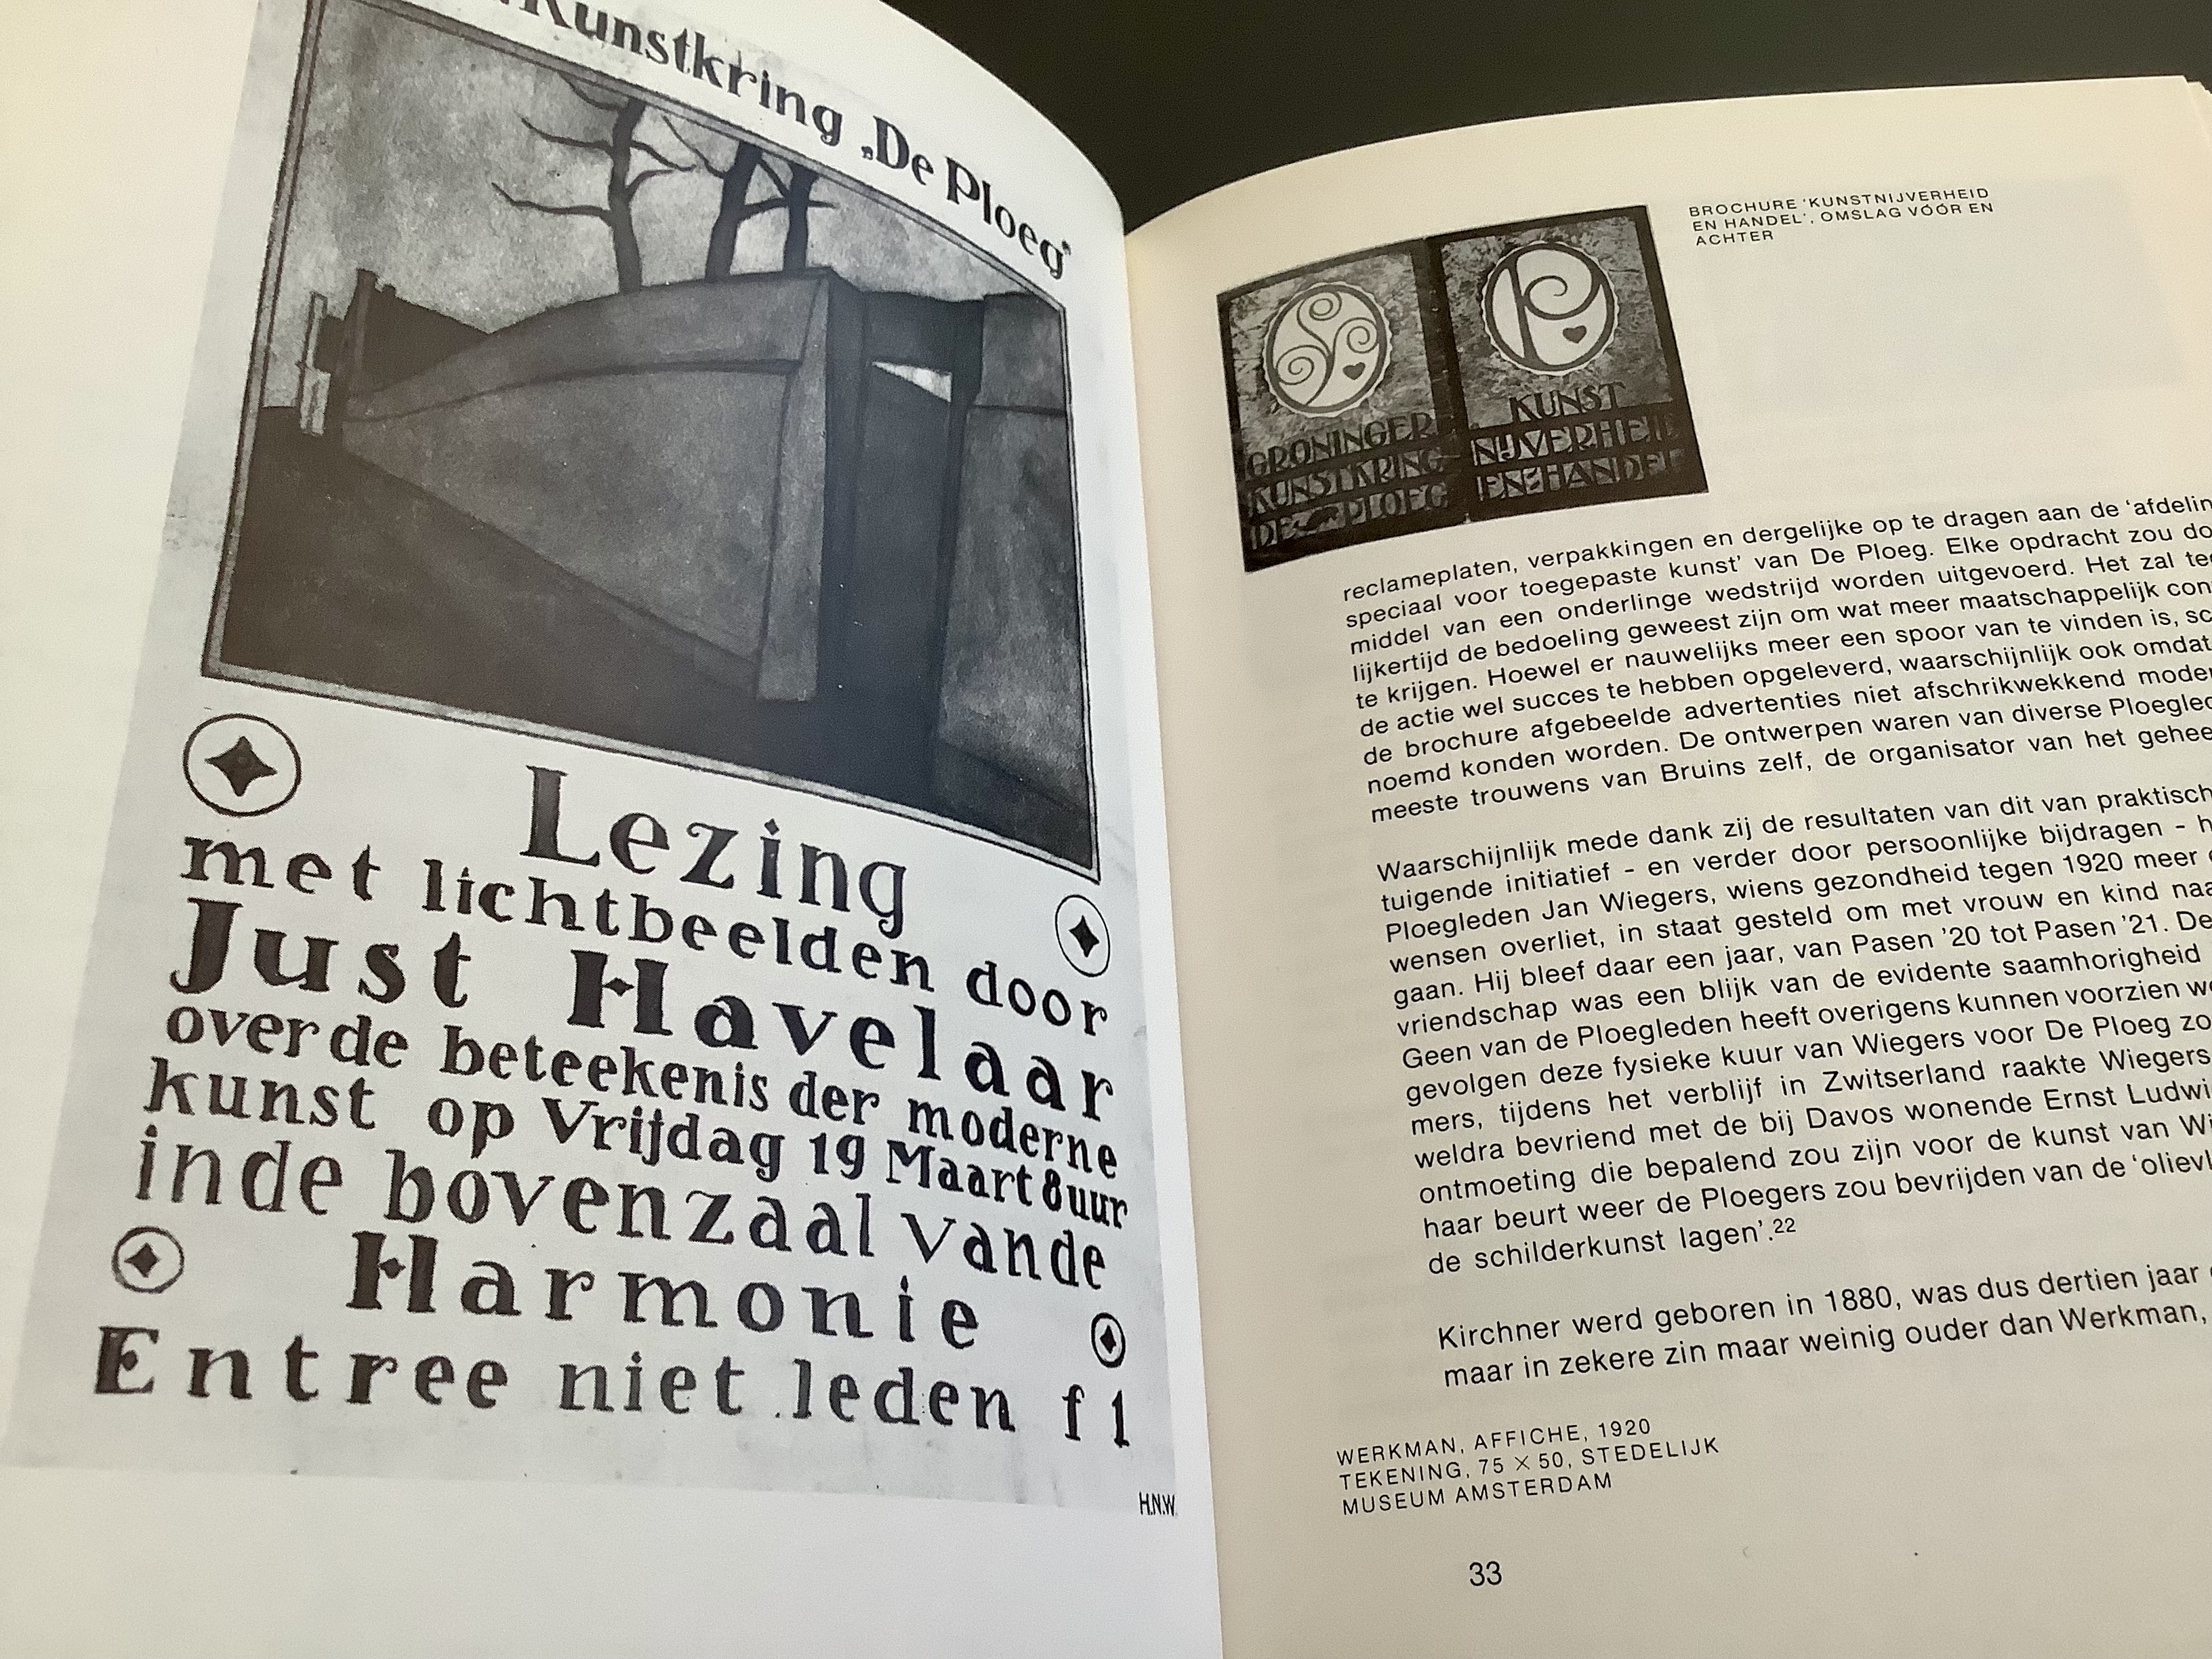 Kunstkring „De Ploeg"
Lezing
met lichtbeelden door
Just Havelaar
over de beteekenis der moderne
kunst op Vrijdag 19 Maart 8 uur
in de bovenzaal van de
Harmonie
Entree niet leden f 1
H.N.W.
BROCHURE 'KUNSTNIJVERHEID
EN HANDEL', OMSLAG VÓÓR EN
ACHTER
GRONINGER
KUNSTKRING
DE PLOEG
KUNST
NIJVERHEID
EN HANDEL
reclameplaten, verpakkingen en dergelijke op te dragen aan de 'afdelin
speciaal voor toegepaste kunst' van De Ploeg. Elke opdracht zou do
middel van een onderlinge wedstrijd worden uitgevoerd. Het zal te
lijkertijd de bedoeling geweest zijn om wat meer maatschappelijk con
te krijgen. Hoewel er nauwelijks meer een spoor van te vinden is, sc
de actie wel succes te hebben opgeleverd, waarschijnlijk ook omdat
de brochure afgebeelde advertenties niet afschrikwekkend moder
noemd konden worden. De ontwerpen waren van diverse Ploegled
meeste trouwens van Bruins zelf, de organisator van het gehee
Waarschijnlijk mede dank zij de resultaten van dit van praktisch
tuigende initiatief - en verder door persoonlijke bijdragen - h
Ploegleden Jan Wiegers, wiens gezondheid tegen 1920 meer
wensen overliet, in staat gesteld om met vrouw en kind naa
gaan. Hij bleef daar een jaar, van Pasen '20 tot Pasen '21. De
vriendschap was een blijk van de evidente saamhorigheid
Geen van de Ploegleden heeft overigens kunnen voorzien w
gevolgen deze fysieke kuur van Wiegers voor De Ploeg zo
mers, tijdens het verblijf in Zwitserland raakte Wiegers
weldra bevriend met de bij Davos wonende Ernst Ludwi
ontmoeting die bepalend zou zijn voor de kunst van Wi
haar beurt weer de Ploegers zou bevrijden van de 'olievl
de schilderkunst lagen'.22
Kirchner werd geboren in 1880, was dus dertien jaar
maar in zekere zin maar weinig ouder dan Werkman,
WERKMAN, AFFICHE, 1920
TEKENING, 75 × 50, STEDELIJK
MUSEUM AMSTERDAM
33